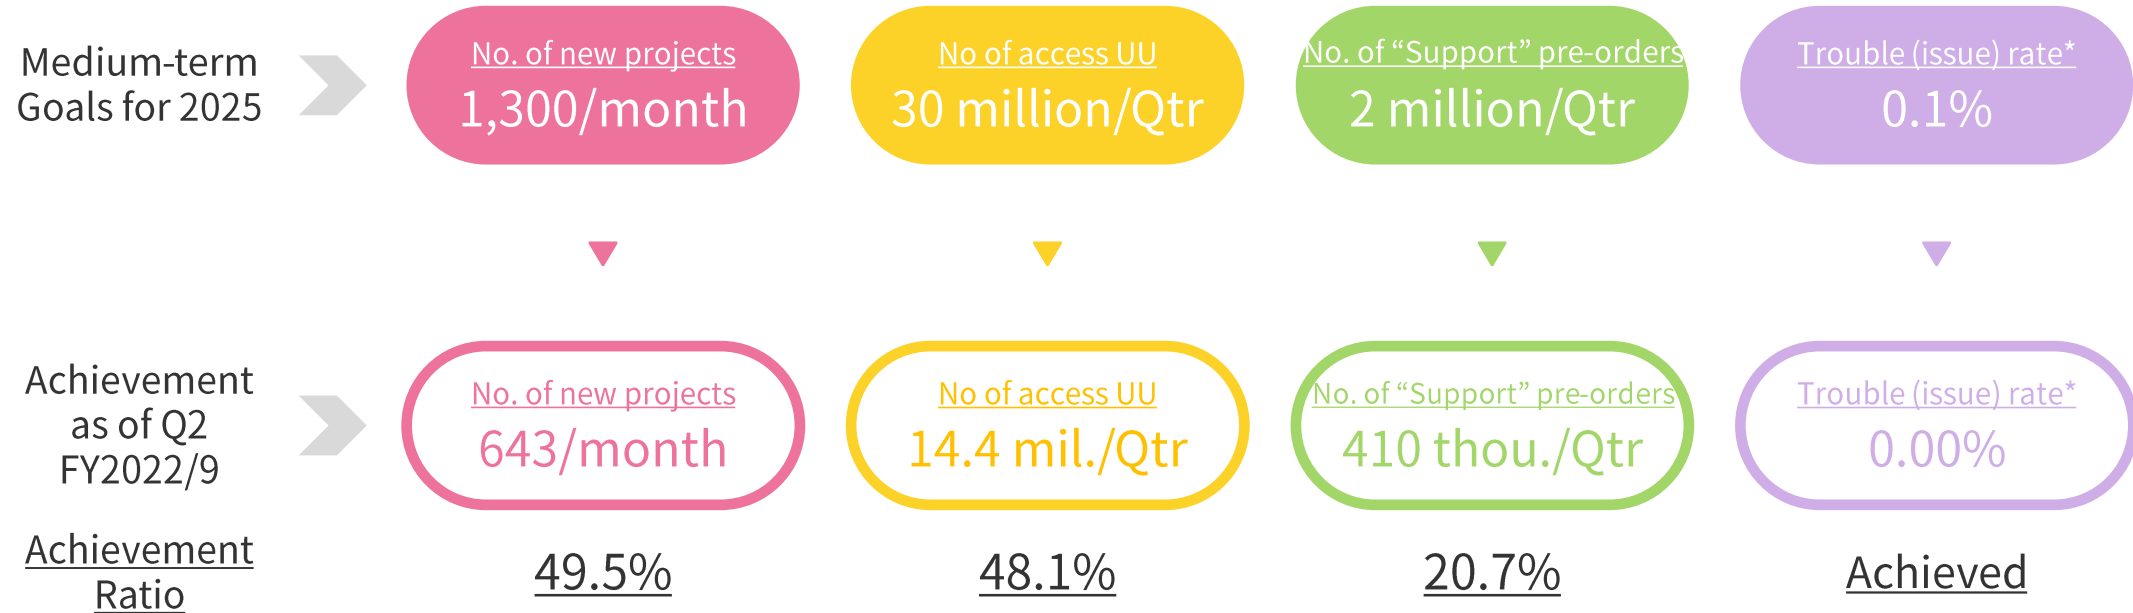 Medium-term
Goals for 2025
No. of new projects
1,300/month
No of access UU
30 million/Qtr
No. of “Support” pre-orders
2 million/Qtr
Trouble (issue) rate*
0.1%
Achievement
as of Q2
FY2022/9
No. of new projects
643/month
No of access UU
14.4 mil./Qtr
No. of “Support” pre-orders
410 thou./Qtr
Trouble (issue) rate*
0.00%
Achievement
Ratio
49.5%
48.1%
20.7%
Achieved